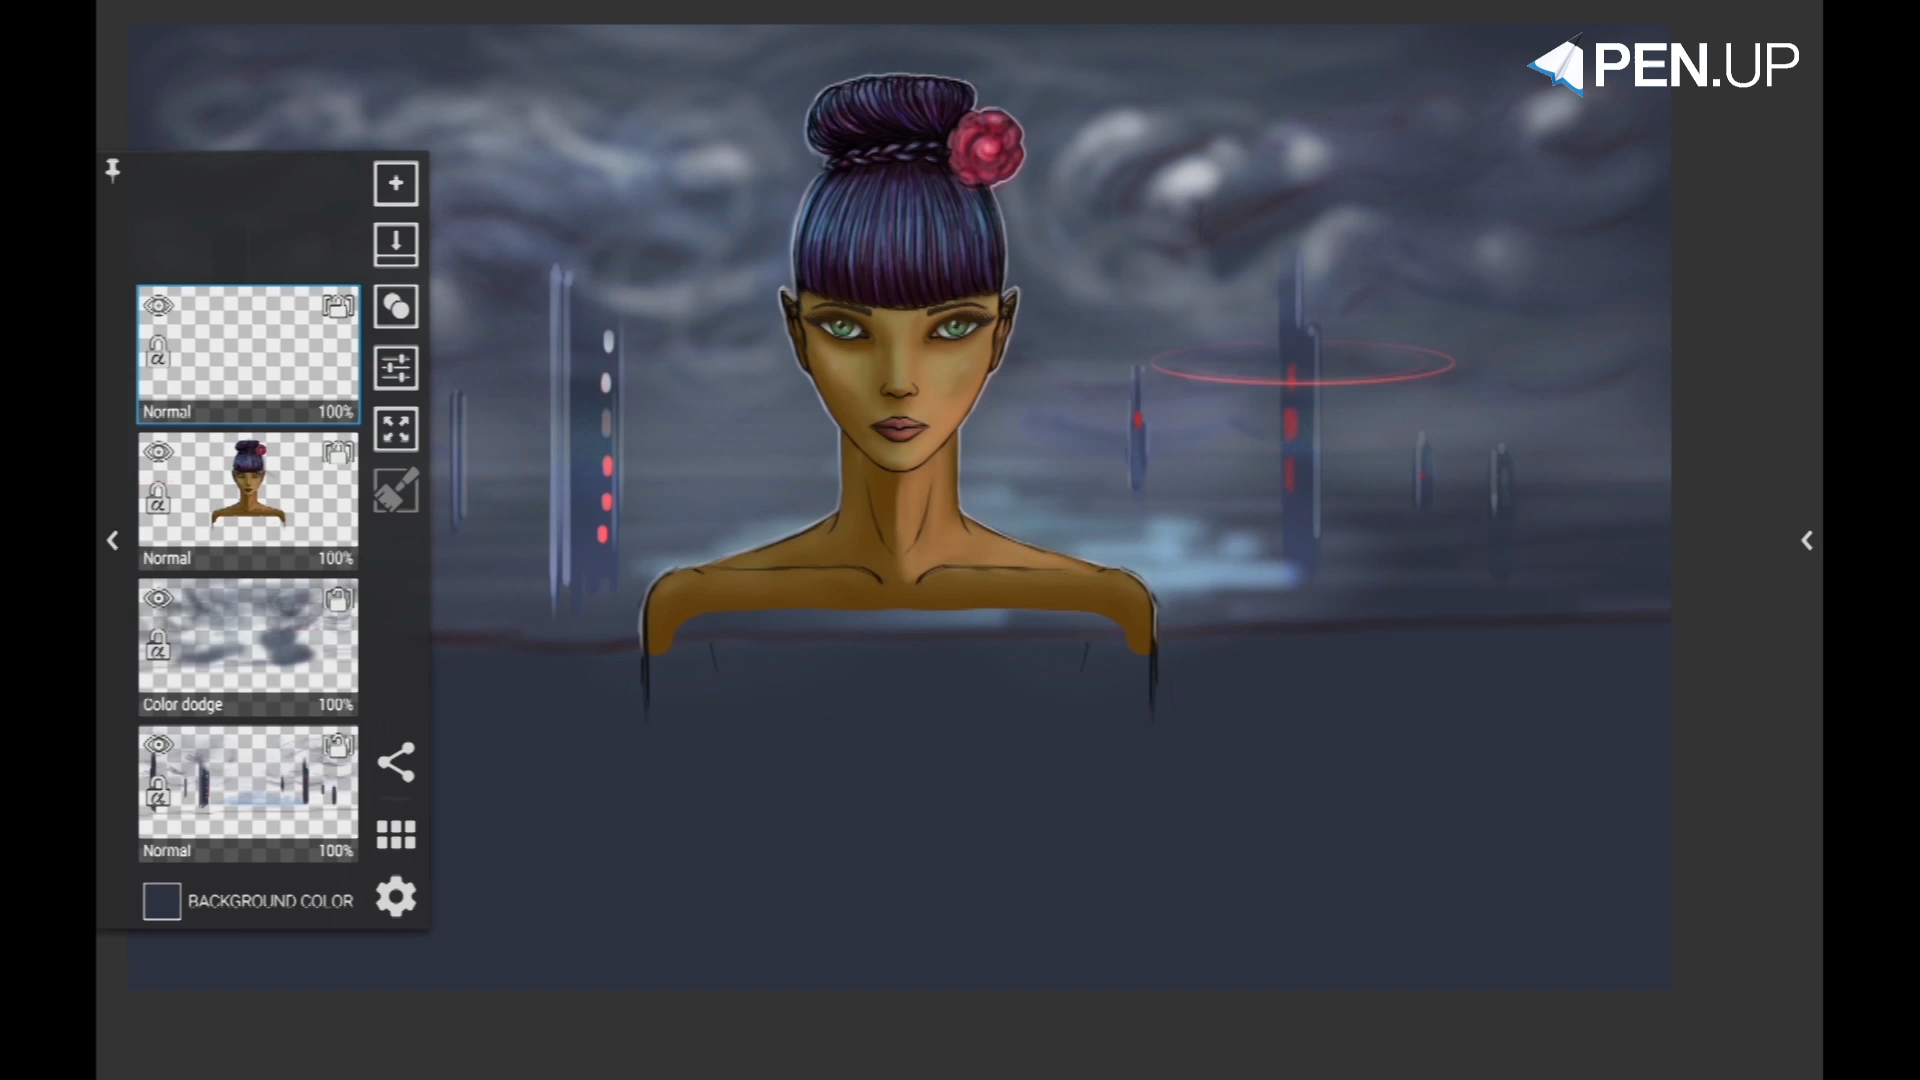 PEN.UP
α
Normal 100%
α
Normal 100%
α
Color dodge 100%
α
Normal 100%
BACKGROUND COLOR